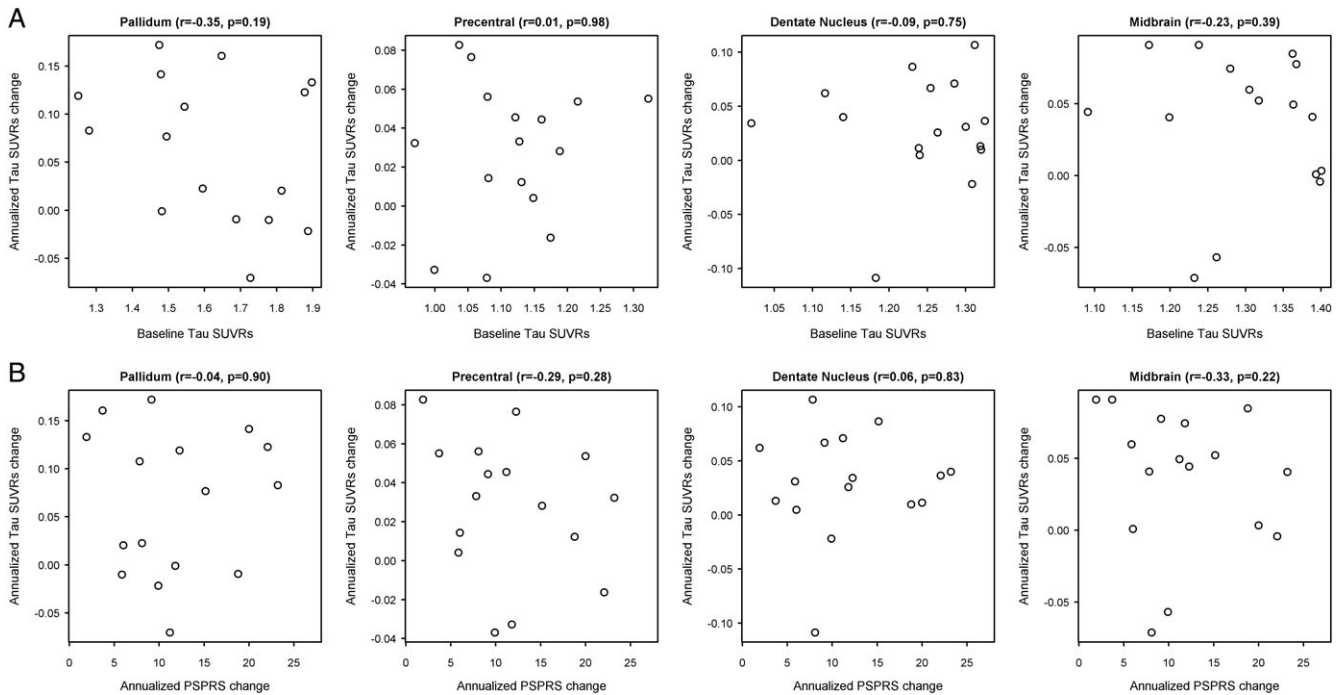 A
Pallidum (r=-0.35, p=0.19)
Precentral (r=0.01, p=0.98)
Dentate Nucleus (r=-0.09, p=0.75)
Midbrain (r=-0.23, p=0.39)
Annualized Tau SUVRs change
0.15
0.10
0.05
0.00
-0.05
1.3 1.4 1.5 1.6 1.7 1.8 1.9
Baseline Tau SUVRs
Annualized Tau SUVRs change
0.08
0.06
0.04
0.02
0.00
-0.02
-0.04
1.00 1.05 1.10 1.15 1.20 1.25 1.30
Baseline Tau SUVRs
Annualized Tau SUVRs change
0.10
0.05
0.00
-0.05
-0.10
1.05 1.10 1.15 1.20 1.25 1.30
Baseline Tau SUVRs
Annualized Tau SUVRs change
0.05
0.00
-0.05
1.10 1.15 1.20 1.25 1.30 1.35 1.40
Baseline Tau SUVRs
B
Pallidum (r=-0.04, p=0.90)
Precentral (r=-0.29, p=0.28)
Dentate Nucleus (r=0.06, p=0.83)
Midbrain (r=-0.33, p=0.22)
Annualized Tau SUVRs change
0.15
0.10
0.05
0.00
-0.05
0 5 10 15 20 25
Annualized PSPRS change
Annualized Tau SUVRs change
0.08
0.06
0.04
0.02
0.00
-0.02
-0.04
0 5 10 15 20 25
Annualized PSPRS change
Annualized Tau SUVRs change
0.10
0.05
0.00
-0.05
-0.10
0 5 10 15 20 25
Annualized PSPRS change
Annualized Tau SUVRs change
0.05
0.00
-0.05
0 5 10 15 20 25
Annualized PSPRS change